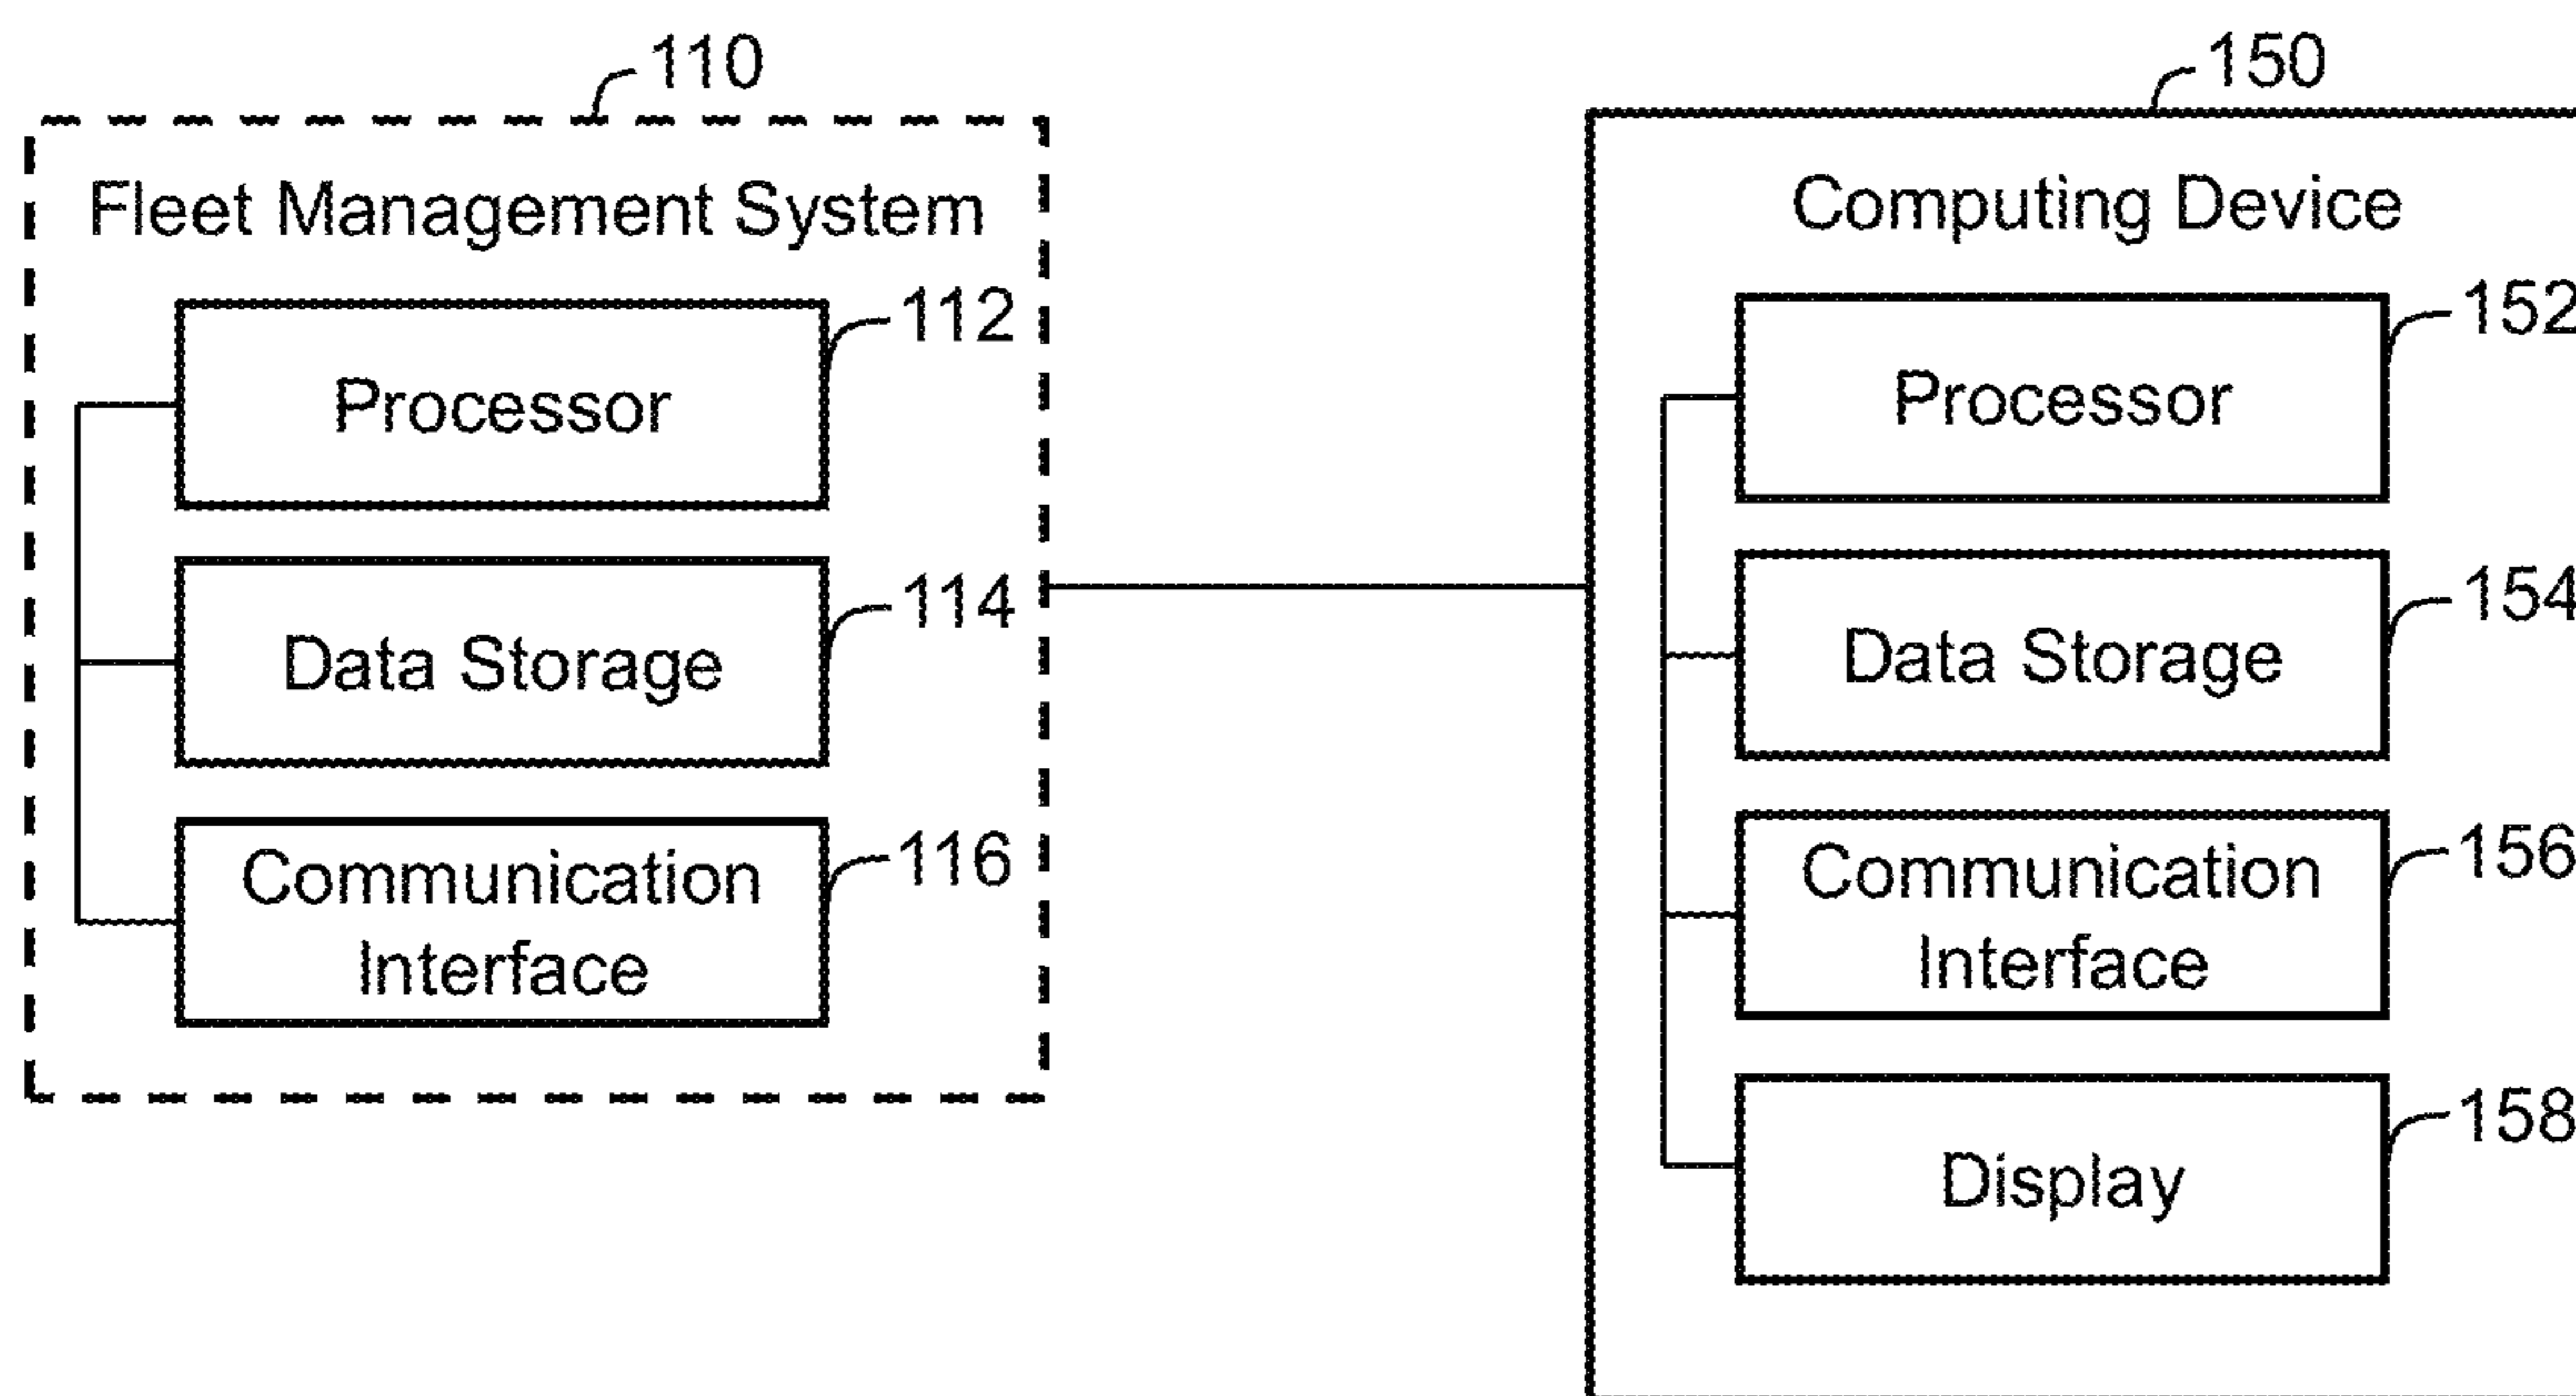 110
Fleet Management System
112
Processor
114
Data Storage
116
Communication
Interface
150
Computing Device
152
Processor
154
Data Storage
156
Communication
Interface
158
Display